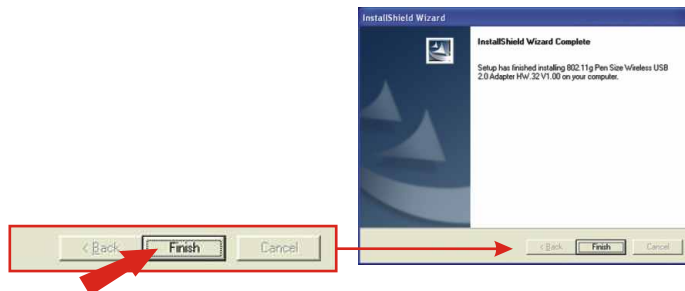 InstallShield Wizard
InstallShield Wizard Complete
Setup has finished installing 802.11g Pen Size Wireless USB
2.0 Adapter HW.32 V1.00 on your computer.
< Back Finish Cancel
< Back Finish Cancel